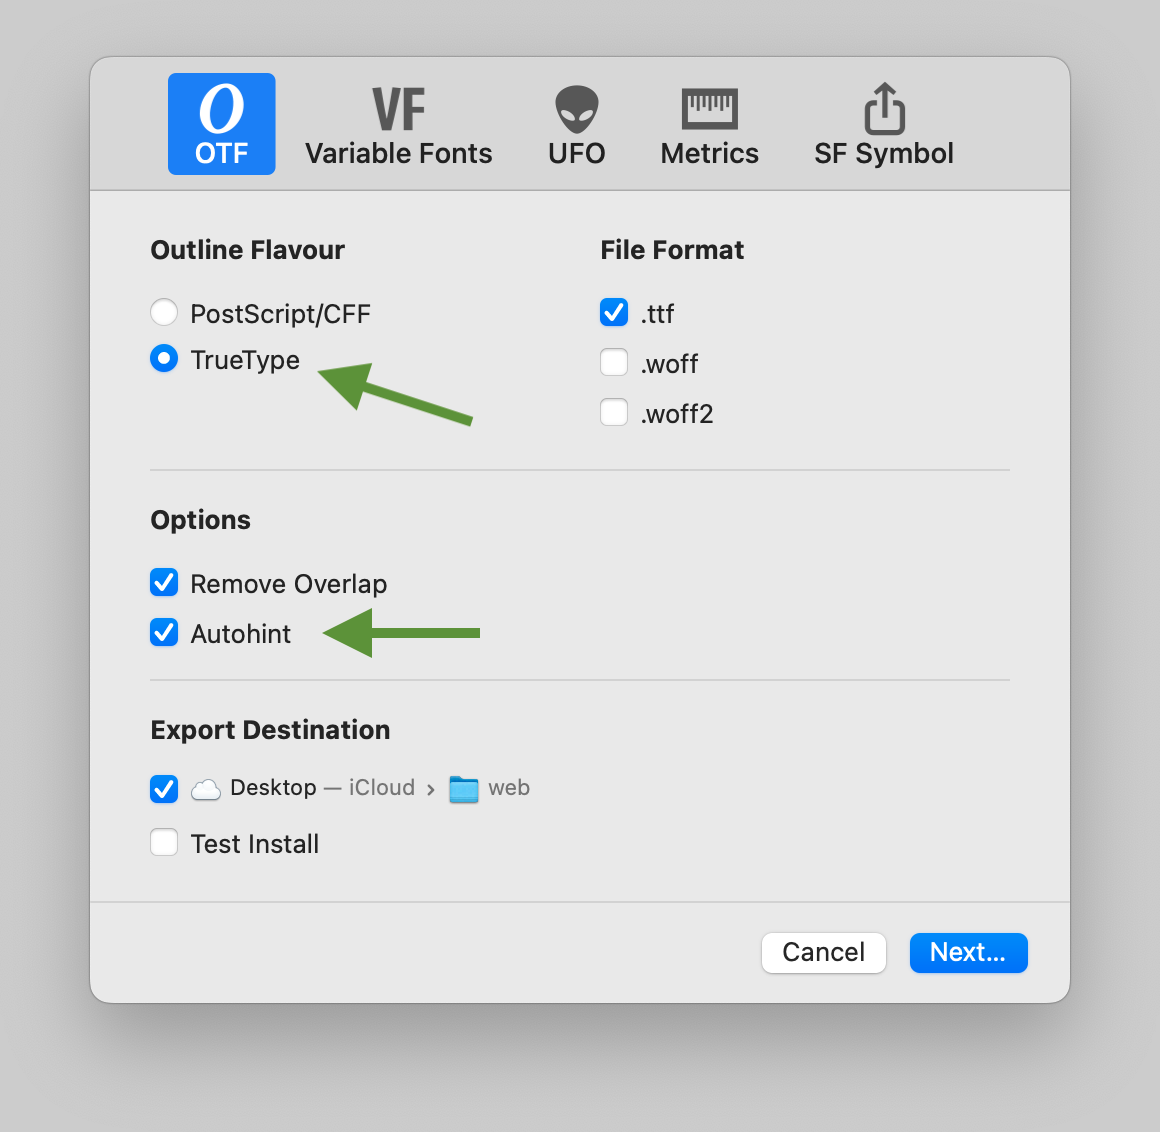 O
OTF
VF
Variable Fonts
UFO
Metrics
SF Symbol
Outline Flavour
PostScript/CFF
TrueType
File Format
.ttf
.woff
.woff2
Options
Remove Overlap
Autohint
Export Destination
Desktop — iCloud › web
Test Install
Cancel
Next...